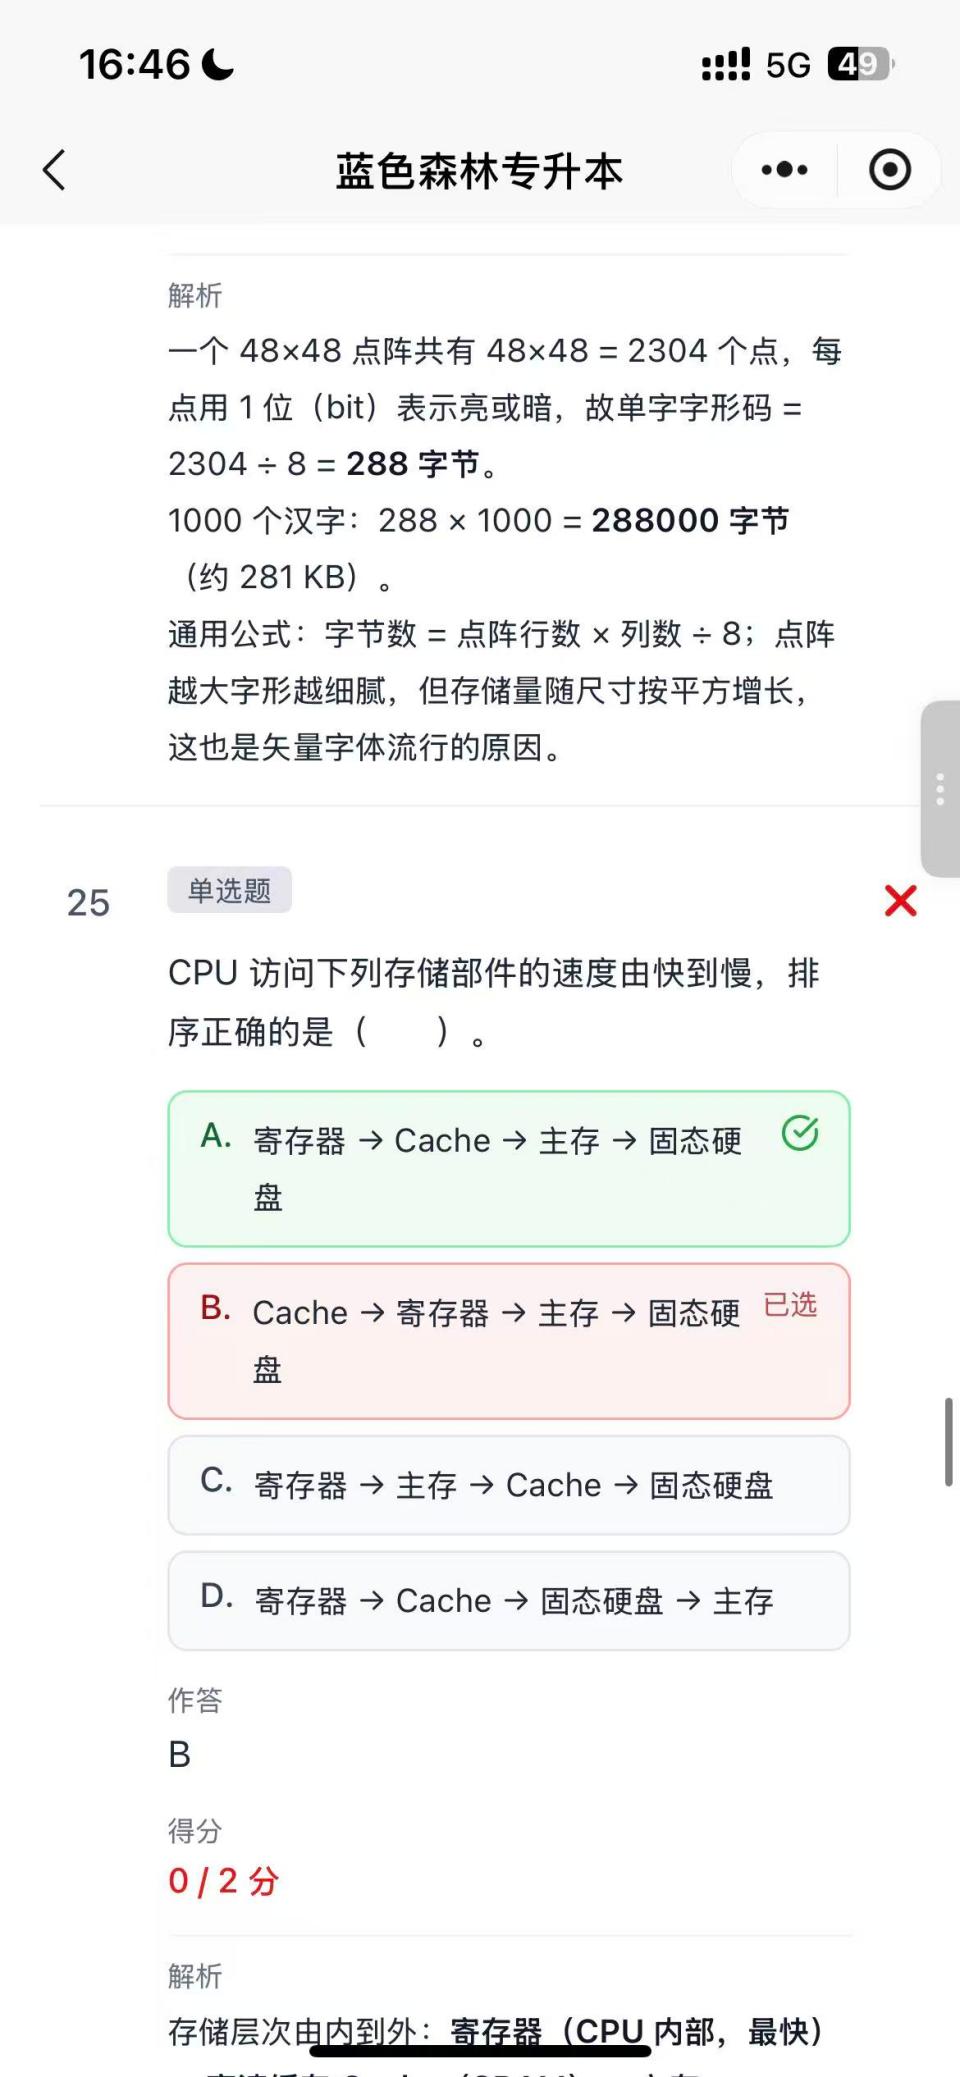 16:46
5G
49
蓝色森林专升本
解析
一个 48×48 点阵共有 48×48 = 2304 个点，每
点用 1 位（bit）表示亮或暗，故单字字形码 =
2304 ÷ 8 = 288 字节。
1000 个汉字：288 × 1000 = 288000 字节
（约 281 KB）。
通用公式：字节数 = 点阵行数 × 列数 ÷ 8；点阵
越大字形越细腻，但存储量随尺寸按平方增长，
这也是矢量字体流行的原因。
25
单选题
CPU 访问下列存储部件的速度由快到慢，排
序正确的是（　　）。
A. 寄存器 → Cache → 主存 → 固态硬
盘
B. Cache → 寄存器 → 主存 → 固态硬
已选
盘
C. 寄存器 → 主存 → Cache → 固态硬盘
D. 寄存器 → Cache → 固态硬盘 → 主存
作答
B
得分
0 / 2 分
解析
存储层次由内到外：寄存器（CPU 内部，最快）